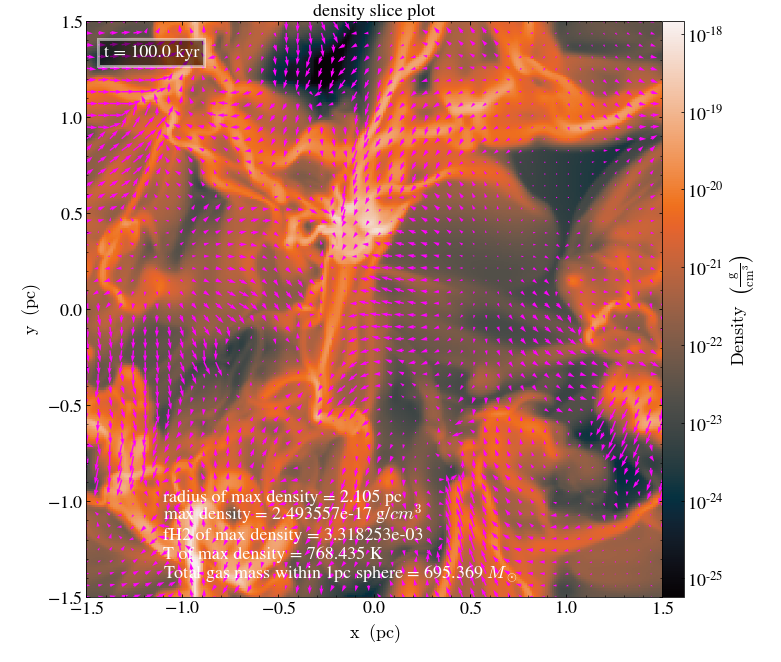 density slice plot
t = 100.0 kyr
1.5
1.0
0.5
0.0
−0.5
−1.0
−1.5
y (pc)
radius of max density = 2.105 pc
max density = 2.493557e-17 g/cm³
fH2 of max density = 3.318253e-03
T of max density = 768.435 K
Total gas mass within 1pc sphere = 695.369 M⊙
−1.5 −1.0 −0.5 0.0 0.5 1.0 1.5
x (pc)
10⁻¹⁸
10⁻¹⁹
10⁻²⁰
10⁻²¹
10⁻²²
10⁻²³
10⁻²⁴
10⁻²⁵
Density (g/cm³)